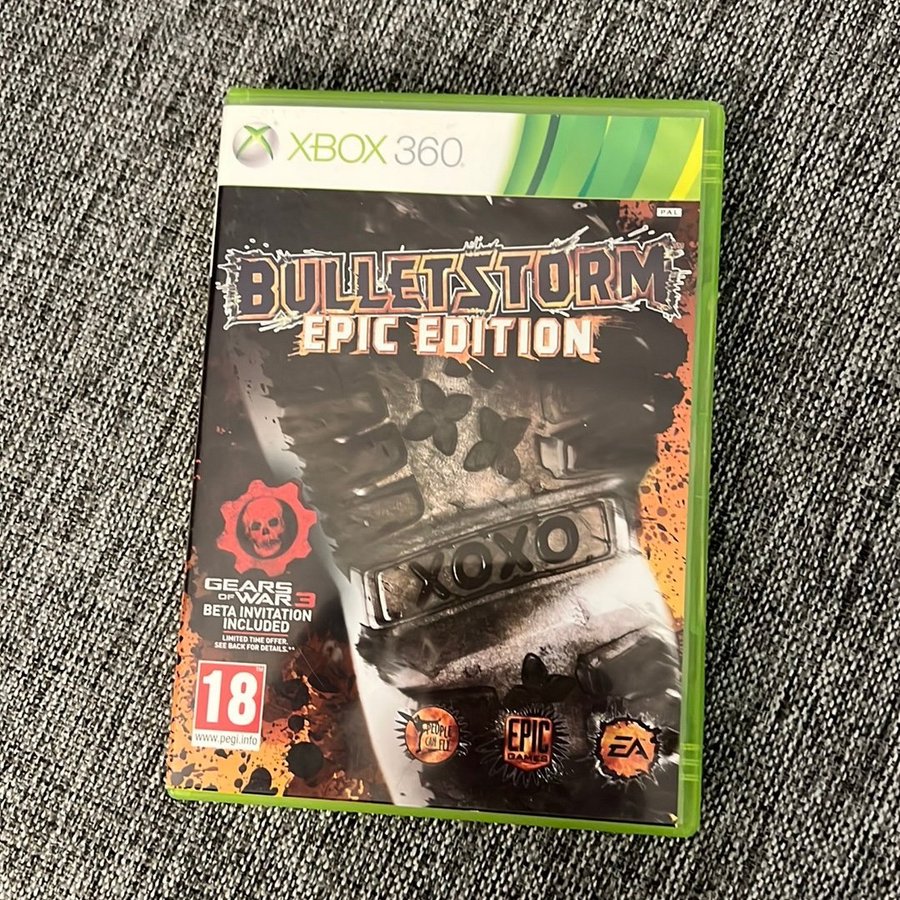 XBOX 360
PAL
BULLETSTORM™
EPIC EDITION
XOXO
GEARS
OF WAR 3
BETA INVITATION
INCLUDED
LIMITED TIME OFFER.
SEE BACK FOR DETAILS.**
18
www.pegi.info
PEOPLE
CAN FLY
EPIC
GAMES
EA